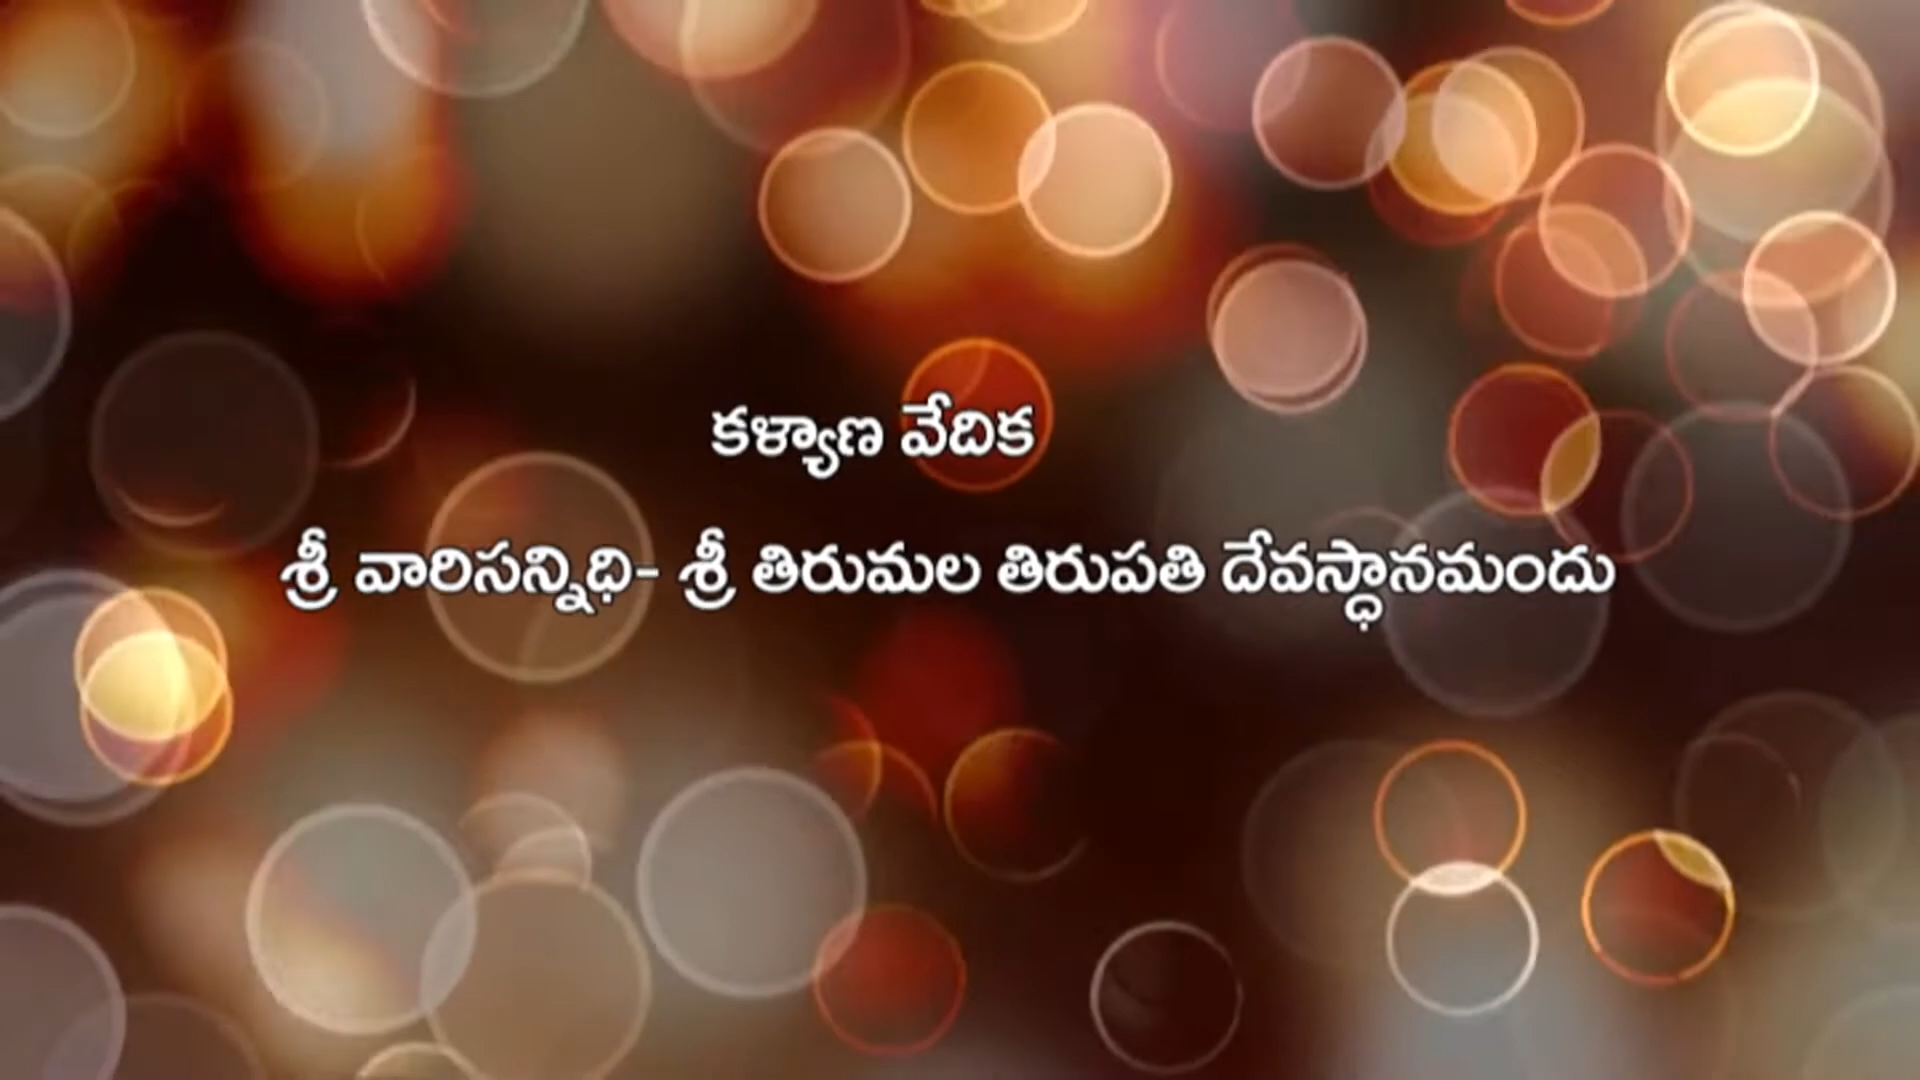 కళ్యాణ వేదిక
శ్రీ వారిసన్నిధి- శ్రీ తిరుమల తిరుపతి దేవస్ధానమందు